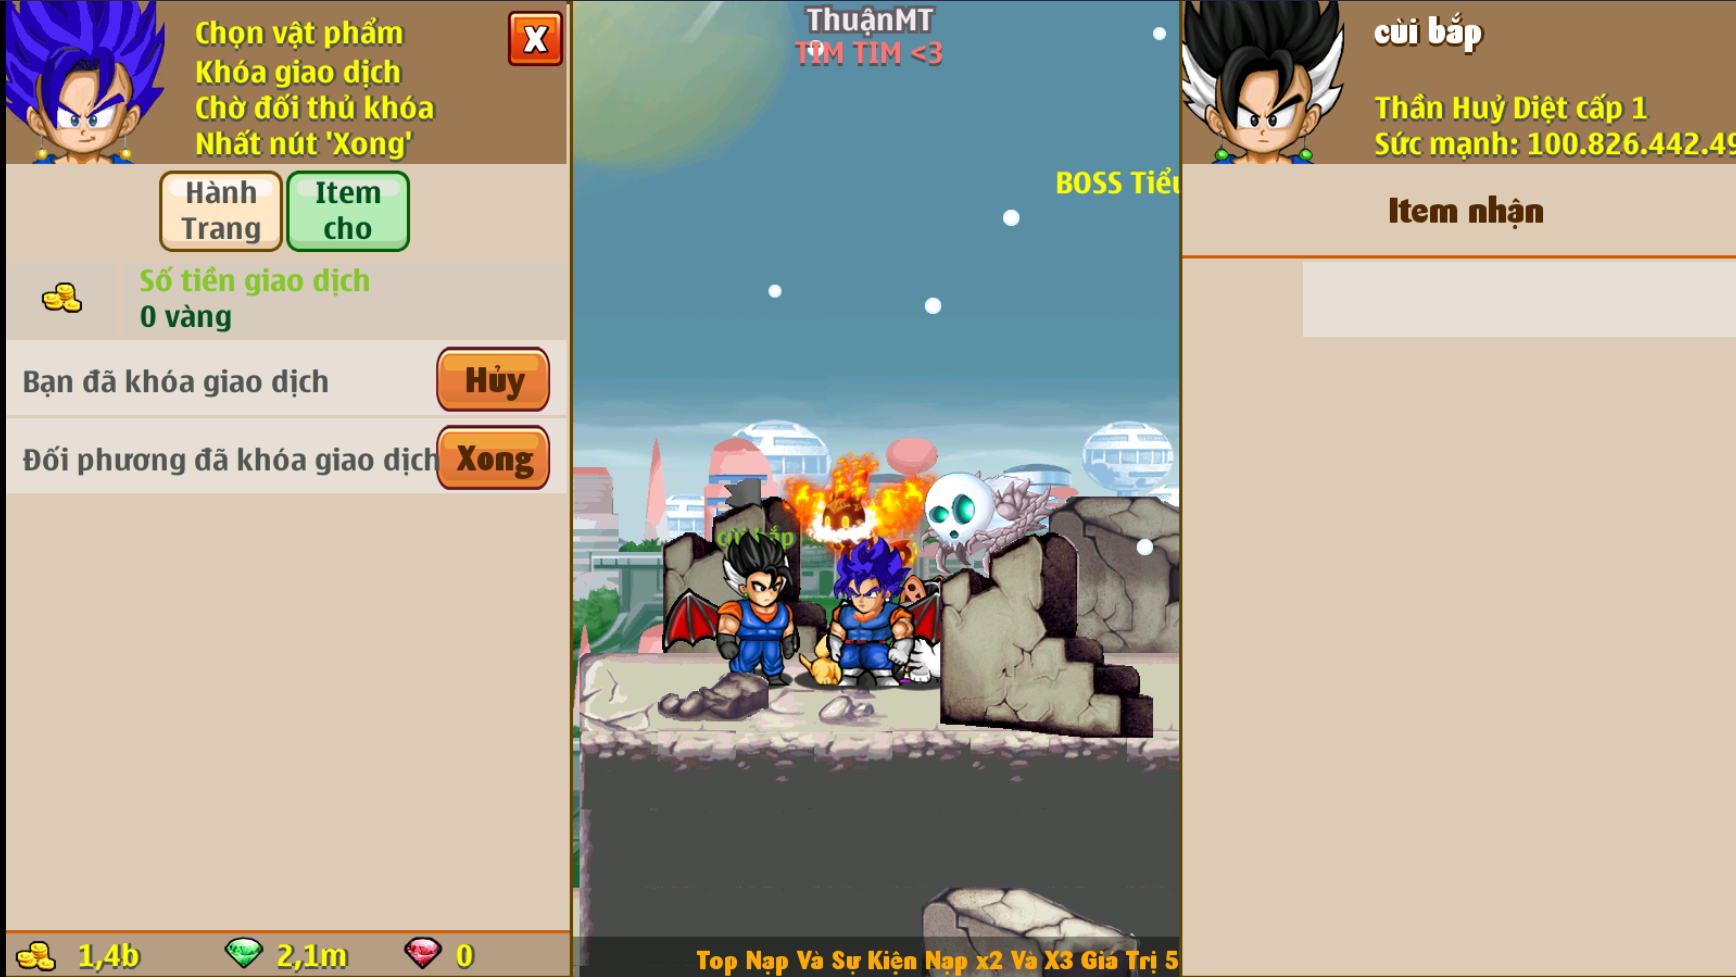 Chọn vật phẩm
Khóa giao dịch
Chờ đối thủ khóa
Nhất nút 'Xong'
X
Hành
Trang
Item
cho
Số tiền giao dịch
0 vàng
Bạn đã khóa giao dịch
Hủy
Đối phương đã khóa giao dịch
Xong
1,4b
2,1m
0
ThuậnMT
TIM TIM <3
BOSS Tiểu
cùi bắp
Top Nạp Và Sự Kiện Nạp x2 Và X3 Giá Trị 5
cùi bắp
Thần Huỷ Diệt cấp 1
Sức mạnh: 100.826.442.49
Item nhận